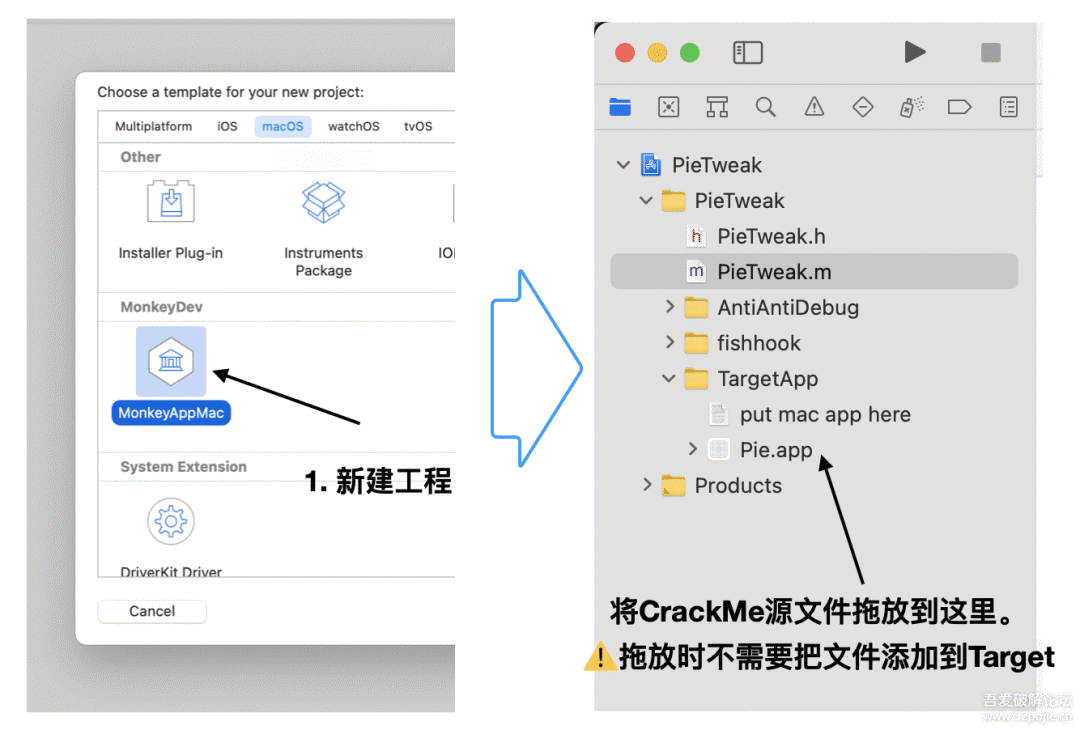 Choose a template for your new project:
Multiplatform iOS macOS watchOS tvOS
Other
Installer Plug-in
Instruments
Package
MonkeyDev
MonkeyAppMac
System Extension
1. 新建工程
DriverKit Driver
Cancel
PieTweak
PieTweak
h PieTweak.h
m PieTweak.m
AntiAntiDebug
fishhook
TargetApp
put mac app here
Pie.app
Products
将CrackMe源文件拖放到这里。
⚠️拖放时不需要把文件添加到Target
吾爱破解论坛
www.52pojie.cn